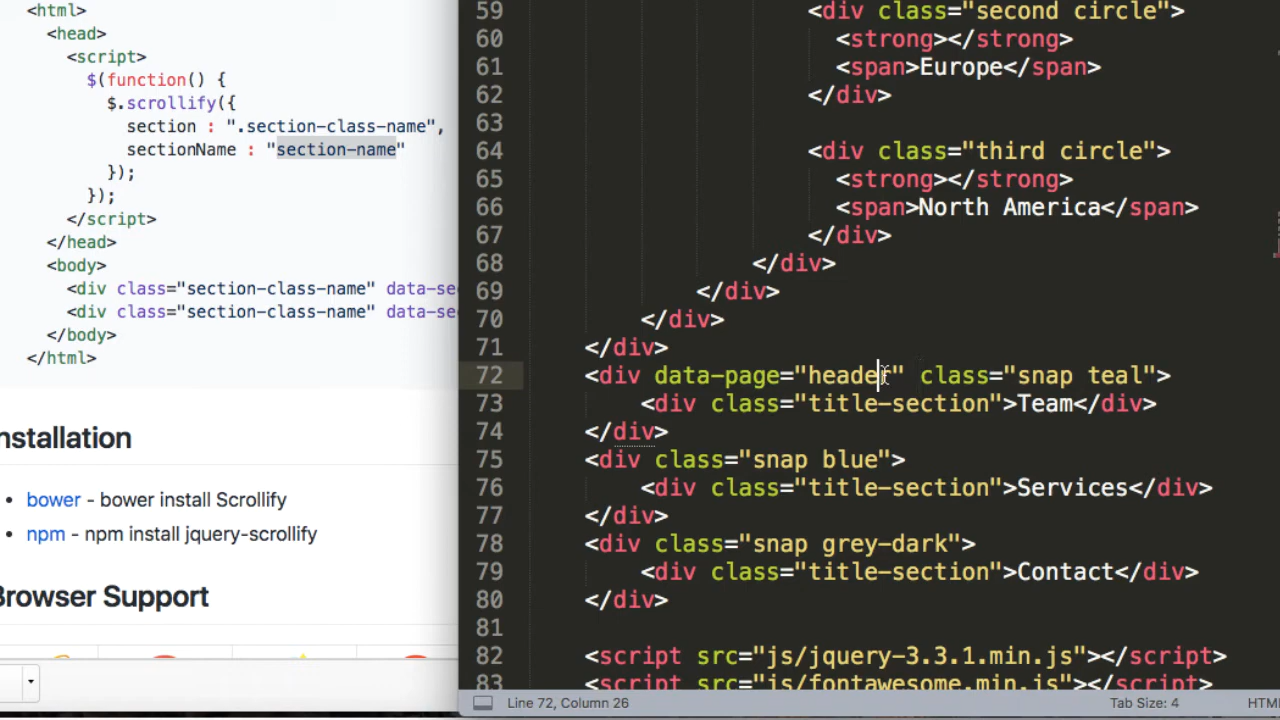 <html>
<head>
<script>
$(function() {
$.scrollify({
section : ".section-class-name",
sectionName : "section-name"
});
});
</script>
</head>
<body>
<div class="section-class-name" data-se
<div class="section-class-name" data-se
</body>
</html>
nstallation
• bower - bower install Scrollify
• npm - npm install jquery-scrollify
Browser Support
59 <div class="second circle">
60 <strong></strong>
61 <span>Europe</span>
62 </div>
63
64 <div class="third circle">
65 <strong></strong>
66 <span>North America</span>
67 </div>
68 </div>
69 </div>
70 </div>
71 </div>
72 <div data-page="header" class="snap teal">
73 <div class="title-section">Team</div>
74 </div>
75 <div class="snap blue">
76 <div class="title-section">Services</div>
77 </div>
78 <div class="snap grey-dark">
79 <div class="title-section">Contact</div>
80 </div>
81
82 <script src="js/jquery-3.3.1.min.js"></script>
83 <script src="js/fontawesome.min.js"></script>
Line 72, Column 26
Tab Size: 4
HTM